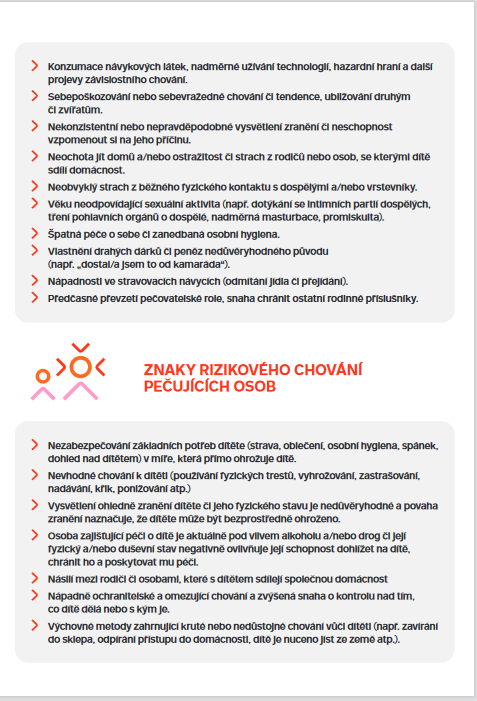 Konzumace návykových látek, nadměrné užívání technologií, hazardní hraní a další
projevy závislostního chování.
Sebepoškozování nebo sebevražedné chování či tendence, ubližování druhým
či zvířatům.
Nekonzistentní nebo nepravděpodobné vysvětlení zranění či neschopnost
vzpomenout si na jeho příčinu.
Neochota jít domů a/nebo ostražitost či strach z rodičů nebo osob, se kterými dítě
sdílí domácnost.
Neobvyklý strach z běžného fyzického kontaktu s dospělými a/nebo vrstevníky.
Věku neodpovídající sexuální aktivita (např. dotýkání se intimních partií dospělých,
tření pohlavních orgánů o dospělé, nadměrná masturbace, promiskuita).
Špatná péče o sebe či zanedbaná osobní hygiena.
Vlastnění drahých dárků či peněz nedůvěryhodného původu
(např. „dostal/a jsem to od kamaráda“).
Nápadnosti ve stravovacích návycích (odmítání jídla či přejídání).
Předčasné převzetí pečovatelské role, snaha chránit ostatní rodinné příslušníky.
ZNAKY RIZIKOVÉHO CHOVÁNÍ
PEČUJÍCÍCH OSOB
Nezabezpečování základních potřeb dítěte (strava, oblečení, osobní hygiena, spánek,
dohled nad dítětem) v míře, která přímo ohrožuje dítě.
Nevhodné chování k dítěti (používání fyzických trestů, vyhrožování, zastrašování,
nadávání, křik, ponižování atp.)
Vysvětlení ohledně zranění dítěte či jeho fyzického stavu je nedůvěryhodné a povaha
zranění naznačuje, že dítěte může být bezprostředně ohroženo.
Osoba zajišťující péči o dítě je aktuálně pod vlivem alkoholu a/nebo drog či její
fyzický a/nebo duševní stav negativně ovlivňuje její schopnost dohlížet na dítě,
chránit ho a poskytovat mu péči.
Násilí mezi rodiči či osobami, které s dítětem sdílejí společnou domácnost
Nápadně ochranitelské a omezující chování a zvýšená snaha o kontrolu nad tím,
co dítě dělá nebo s kým je.
Výchovné metody zahrnující kruté nebo nedůstojné chování vůči dítěti (např. zavírání
do sklepa, odpírání přístupu do domácnosti, dítě je nuceno jíst ze země atp.).